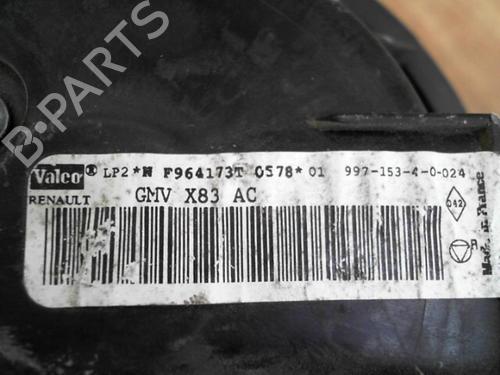 B-PARTS
Valeo® LP2*N F964173T 0578*01 997-153-4-0-024
RENAULT GMV X83 AC
042
R
Made in France